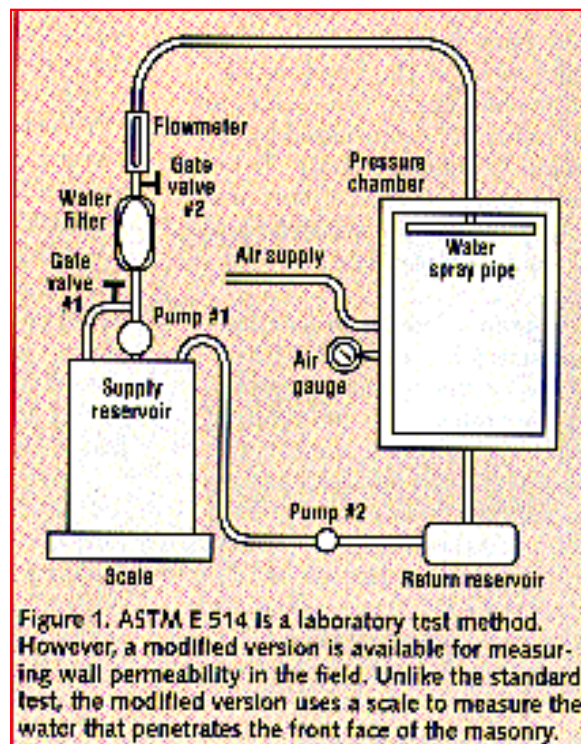 Flowmeter
Gate
valve
#2
Pressure
chamber
Water
filter
Water
spray pipe
Gate
valve
#1
Air supply
Pump #1
Air
gauge
Supply
reservoir
Pump #2
Scale
Return reservoir
Figure 1. ASTM E 514 is a laboratory test method.
However, a modified version is available for measur-
ing wall permeability in the field. Unlike the standard
test, the modified version uses a scale to measure the
water that penetrates the front face of the masonry.